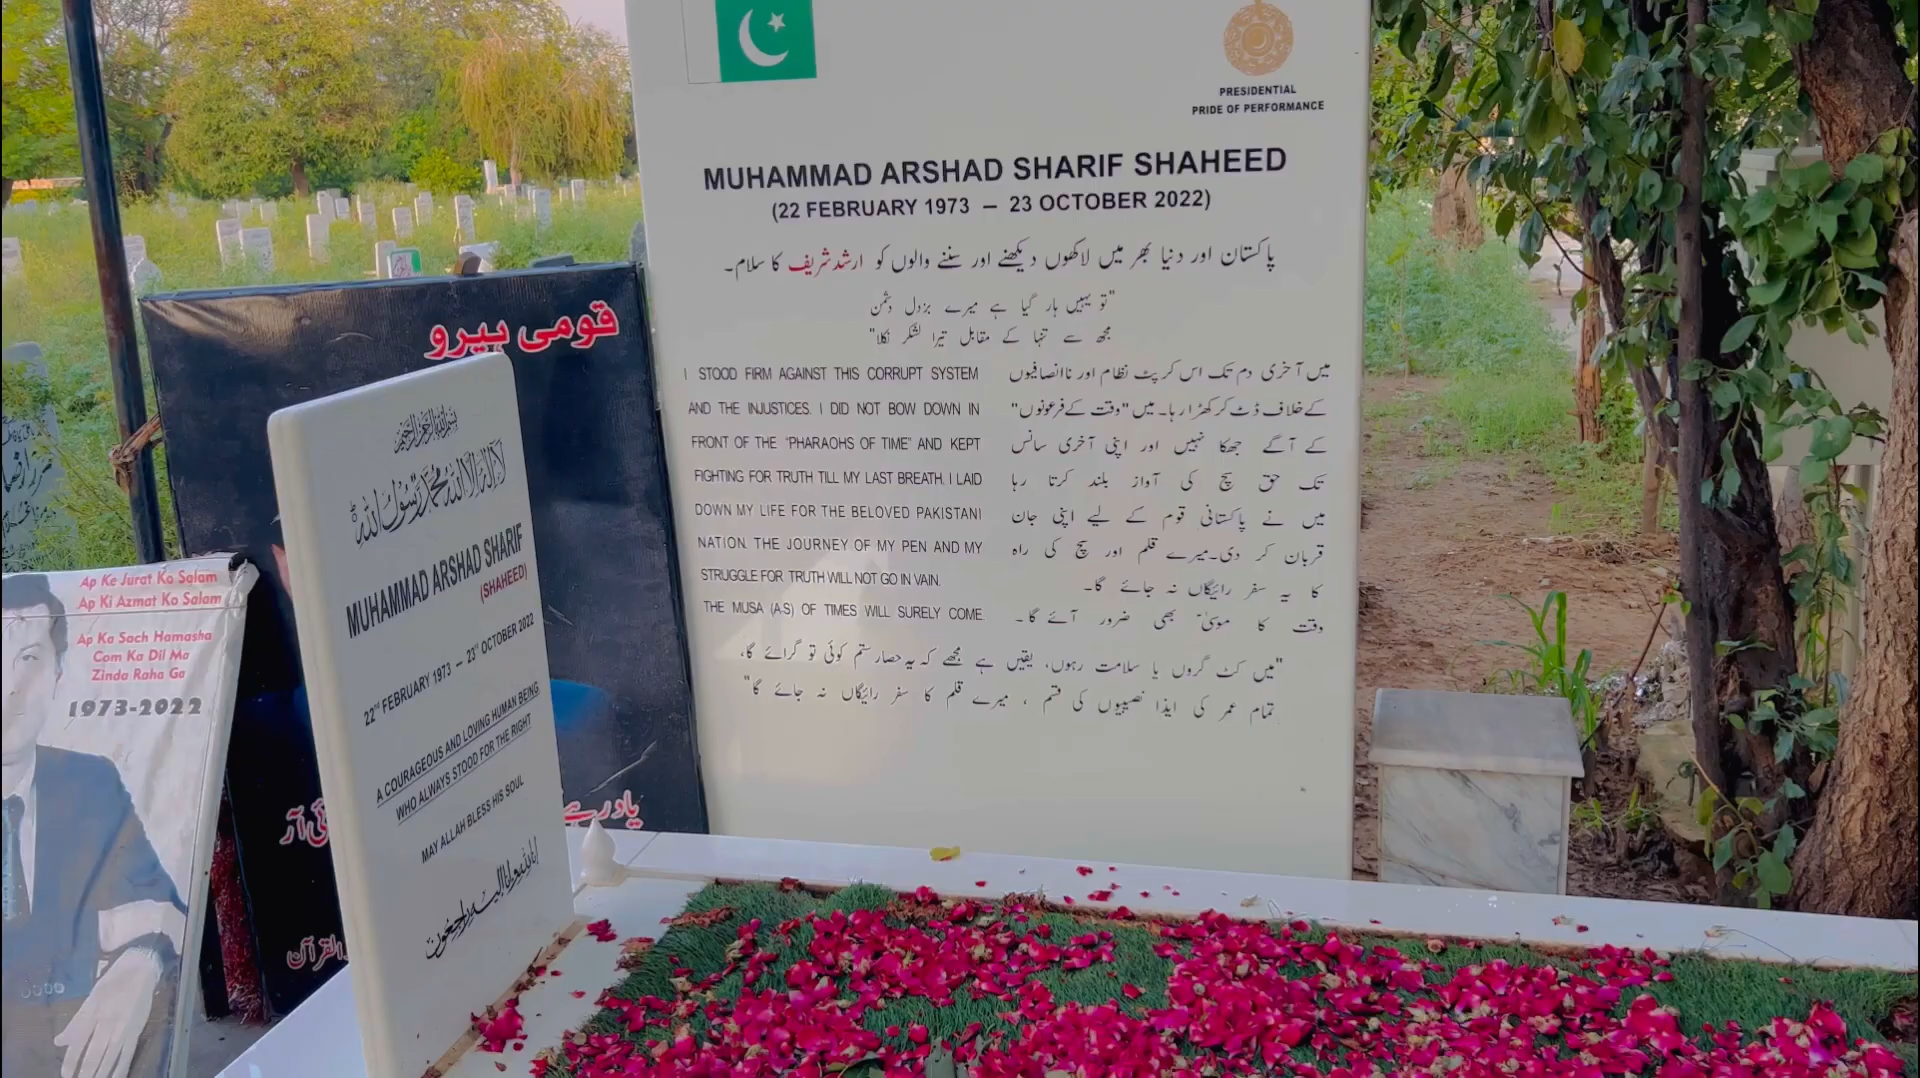 PRESIDENTIAL
PRIDE OF PERFORMANCE
MUHAMMAD ARSHAD SHARIF SHAHEED
(22 FEBRUARY 1973 – 23 OCTOBER 2022)
پاکستان اور دنیا بھر میں لاکھوں دیکھنے اور سننے والوں کو ارشد شریف کا سلام۔
"تو یہیں ہار گیا ہے میرے بزدل دشمن
مجھ سے تنہا کے مقابل تیرا لشکر نکلا"
I STOOD FIRM AGAINST THIS CORRUPT SYSTEM
AND THE INJUSTICES. I DID NOT BOW DOWN IN
FRONT OF THE "PHARAOHS OF TIME" AND KEPT
FIGHTING FOR TRUTH TILL MY LAST BREATH. I LAID
DOWN MY LIFE FOR THE BELOVED PAKISTANI
NATION. THE JOURNEY OF MY PEN AND MY
STRUGGLE FOR TRUTH WILL NOT GO IN VAIN.
THE MUSA (A.S) OF TIMES WILL SURELY COME.
میں آخری دم تک اس کرپٹ نظام اور ناانصافیوں
کے خلاف ڈٹ کر کھڑا رہا۔ میں "وقت کے فرعونوں"
کے آگے جھکا نہیں اور اپنی آخری سانس
تک حق سچ کی آواز بلند کرتا رہا
میں نے پاکستانی قوم کے لیے اپنی جان
قربان کر دی۔ میرے قلم اور سچ کی راہ
کا یہ سفر رائیگاں نہ جائے گا۔
وقت کا موسیٰؑ بھی ضرور آئے گا۔
"میں کٹ گروں یا سلامت رہوں، یقیں ہے مجھے کہ یہ حصار ستم کوئی تو گرائے گا،
تمام عمر کی ایذا نصیبیوں کی قسم ، میرے قلم کا سفر رائیگاں نہ جائے گا"
قومی ہیرو
یاد رہے
القرآن
بسم اللہ الرحمن الرحیم
لا الہ الا اللہ محمد رسول اللہ
MUHAMMAD ARSHAD SHARIF
(SHAHEED)
22ND FEBRUARY 1973 – 23RD OCTOBER 2022
A COURAGEOUS AND LOVING HUMAN BEING
WHO ALWAYS STOOD FOR THE RIGHT
MAY ALLAH BLESS HIS SOUL
انا للہ وانا الیہ راجعون
Ap Ke Jurat Ko Salam
Ap Ki Azmat Ko Salam
Ap Ka Sach Hamasha
Com Ka Dil Ma
Zinda Raha Ga
1973-2022